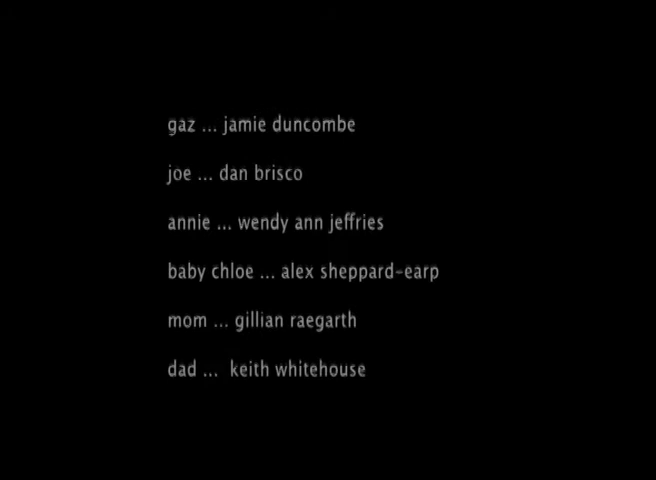 gaz ... jamie duncombe
joe ... dan brisco
annie ... wendy ann jeffries
baby chloe ... alex sheppard-earp
mom ... gillian raegarth
dad ...  keith whitehouse